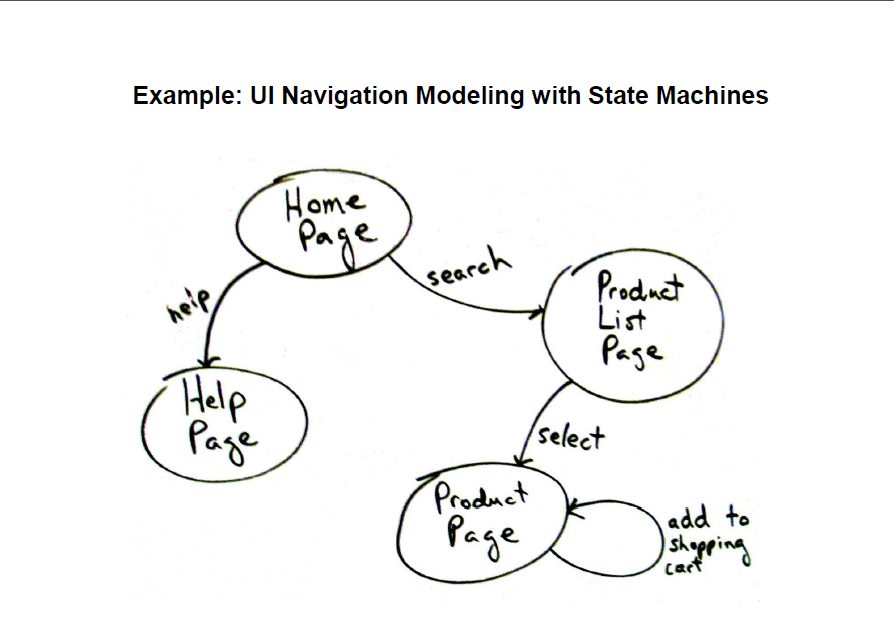 Example: UI Navigation Modeling with State Machines
Home
Page
search
help
Product
List
Page
Help
Page
select
Product
Page
add to
shopping
cart